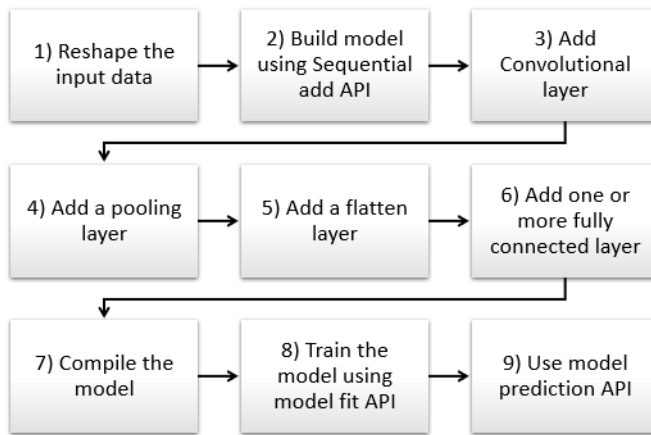 1) Reshape the
input data
2) Build model
using Sequential
add API
3) Add
Convolutional
layer
4) Add a pooling
layer
5) Add a flatten
layer
6) Add one or
more fully
connected layer
7) Compile the
model
8) Train the
model using
model fit API
9) Use model
prediction API